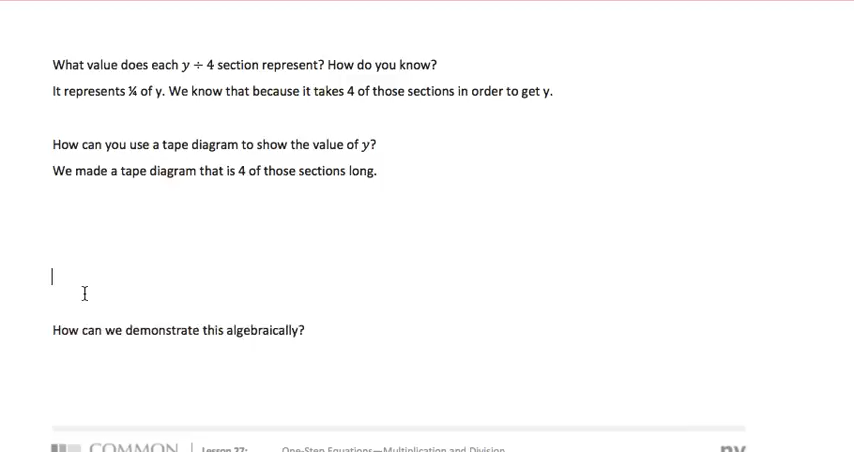 What value does each y ÷ 4 section represent? How do you know?
It represents ¼ of y. We know that because it takes 4 of those sections in order to get y.
How can you use a tape diagram to show the value of y?
We made a tape diagram that is 4 of those sections long.
How can we demonstrate this algebraically?
COMMON Lesson 27: One-Step Equations—Multiplication and Division ny